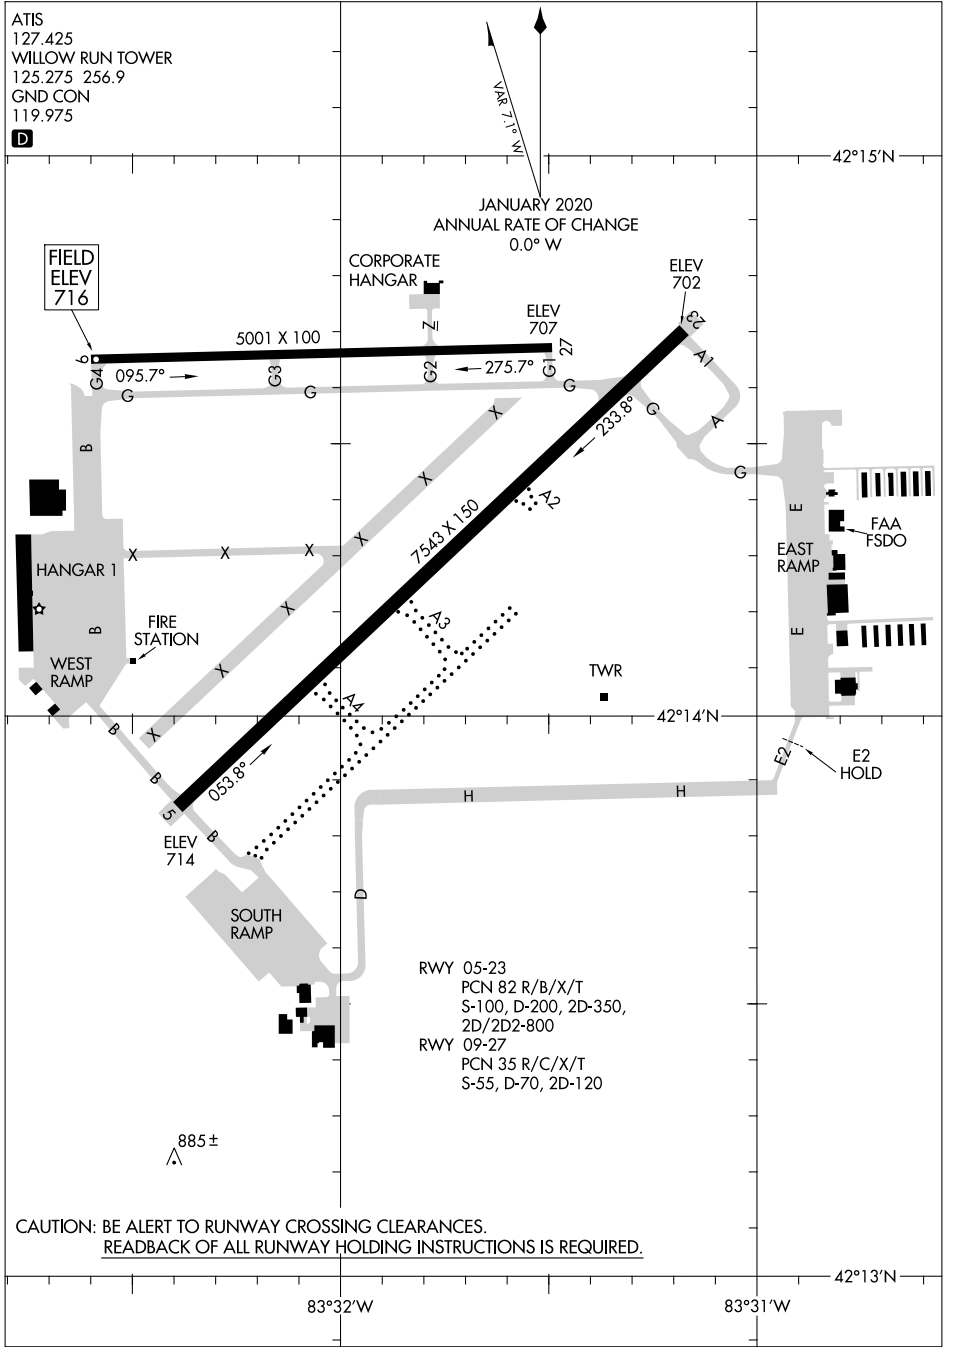 ATIS
127.425
WILLOW RUN TOWER
125.275 256.9
GND CON
119.975
D
VAR 7.1° W
42°15'N
JANUARY 2020
ANNUAL RATE OF CHANGE
0.0° W
FIELD
ELEV
716
CORPORATE
HANGAR
ELEV
707
ELEV
702
23
Z
5001 X 100
27
9
095.7°
275.7°
G4
G3
G2
G1
G
G
G
G
G
A1
A
233.8°
B
X
X
X
X
X
X
X
X
X
7543 X 150
A2
E
FAA
FSDO
EAST
RAMP
HANGAR 1
B
FIRE
STATION
A3
E
WEST
RAMP
TWR
A4
42°14'N
B
B
B
053.8°
5
ELEV
714
E2
E2
HOLD
H
H
D
SOUTH
RAMP
RWY 05-23
PCN 82 R/B/X/T
S-100, D-200, 2D-350,
2D/2D2-800
RWY 09-27
PCN 35 R/C/X/T
S-55, D-70, 2D-120
885 ±
CAUTION: BE ALERT TO RUNWAY CROSSING CLEARANCES.
READBACK OF ALL RUNWAY HOLDING INSTRUCTIONS IS REQUIRED.
42°13'N
83°32'W
83°31'W